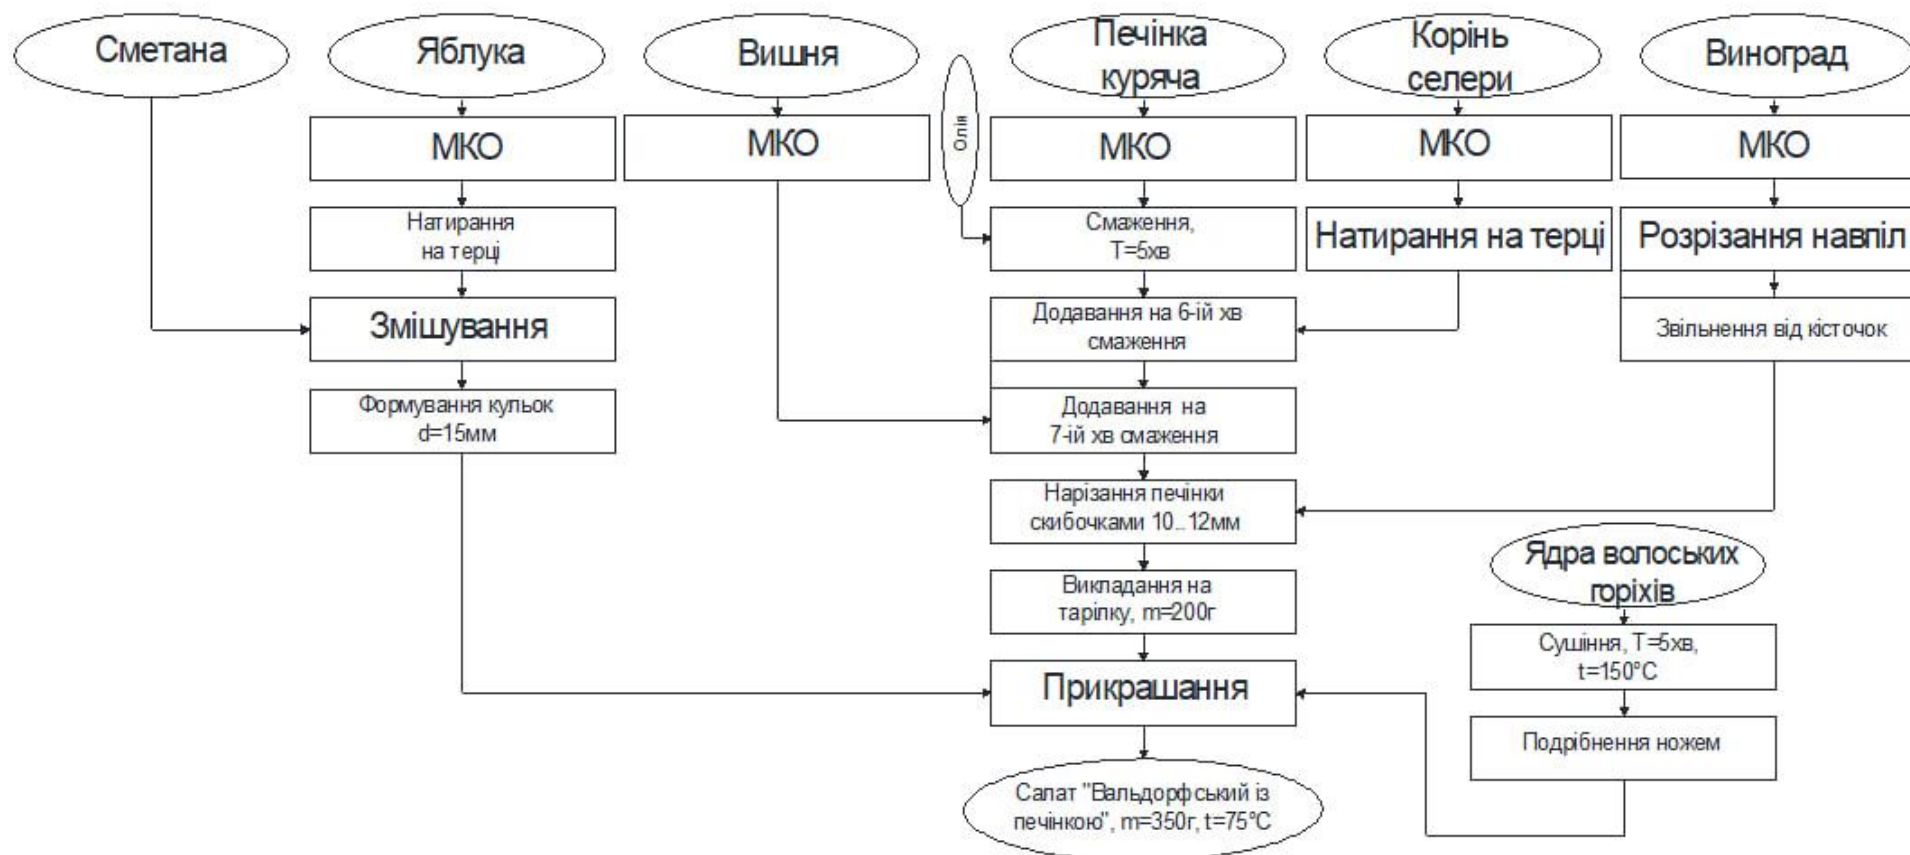 Сметана
Яблука
Вишня
Печінка
куряча
Корінь
селери
Виноград
Олія
МКО
МКО
МКО
МКО
МКО
Натирання
на терці
Смаження,
Т=5хв
Натирання на терці
Розрізання навпіл
Змішування
Додавання на 6-ій хв
смаження
Звільнення від кісточок
Формування кульок
d=15мм
Додавання на
7-ій хв смаження
Нарізання печінки
скибочками 10...12мм
Ядра волоських
горіхів
Викладання на
тарілку, m=200г
Сушіння, Т=5хв,
t=150°С
Прикрашання
Подрібнення ножем
Салат "Вальдорфський із
печінкою", m=350г, t=75°С